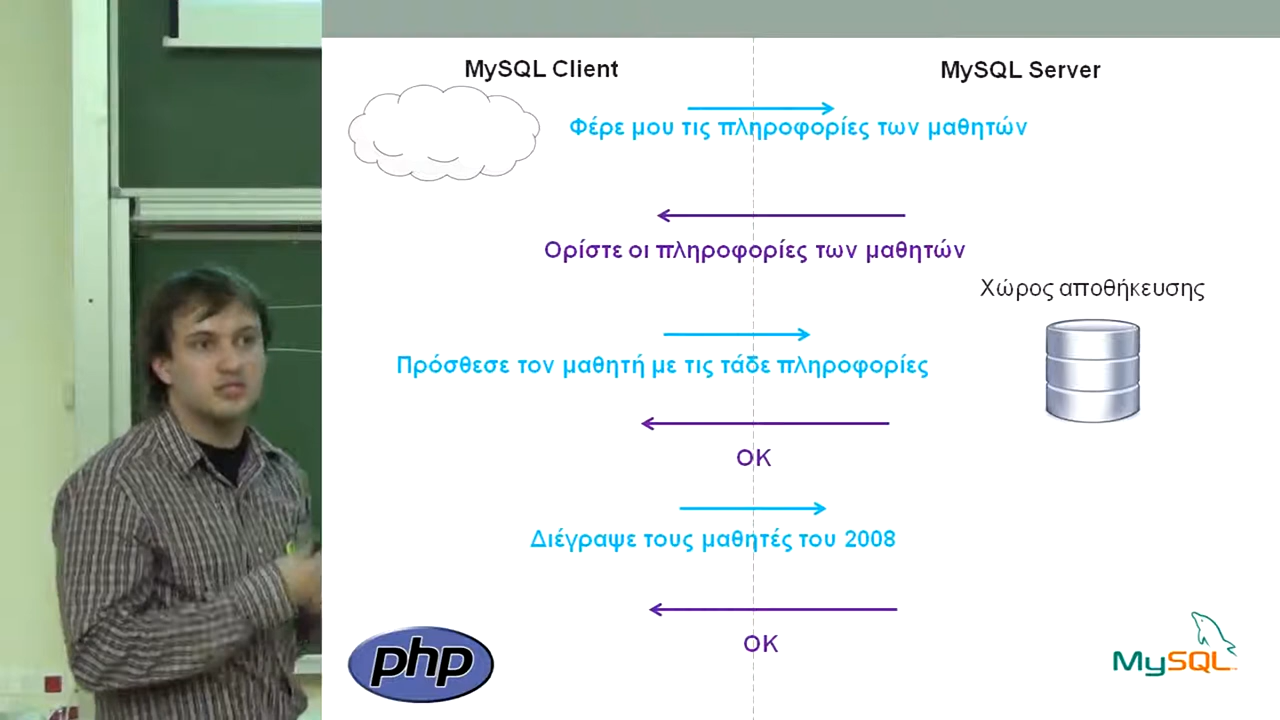 MySQL Client
MySQL Server
Φέρε μου τις πληροφορίες των μαθητών
Ορίστε οι πληροφορίες των μαθητών
Χώρος αποθήκευσης
Πρόσθεσε τον μαθητή με τις τάδε πληροφορίες
OK
Διέγραψε τους μαθητές του 2008
OK
php
MySQL